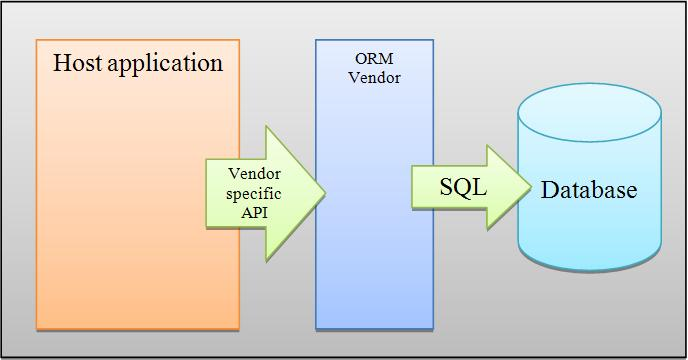 Host application
ORM
Vendor
Vendor
specific
API
SQL
Database